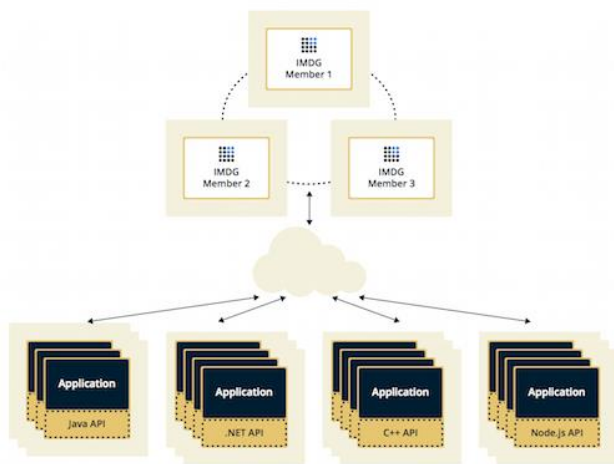 IMDG
Member 1
IMDG
Member 2
IMDG
Member 3
Application
Java API
Application
.NET API
Application
C++ API
Application
Node.js API